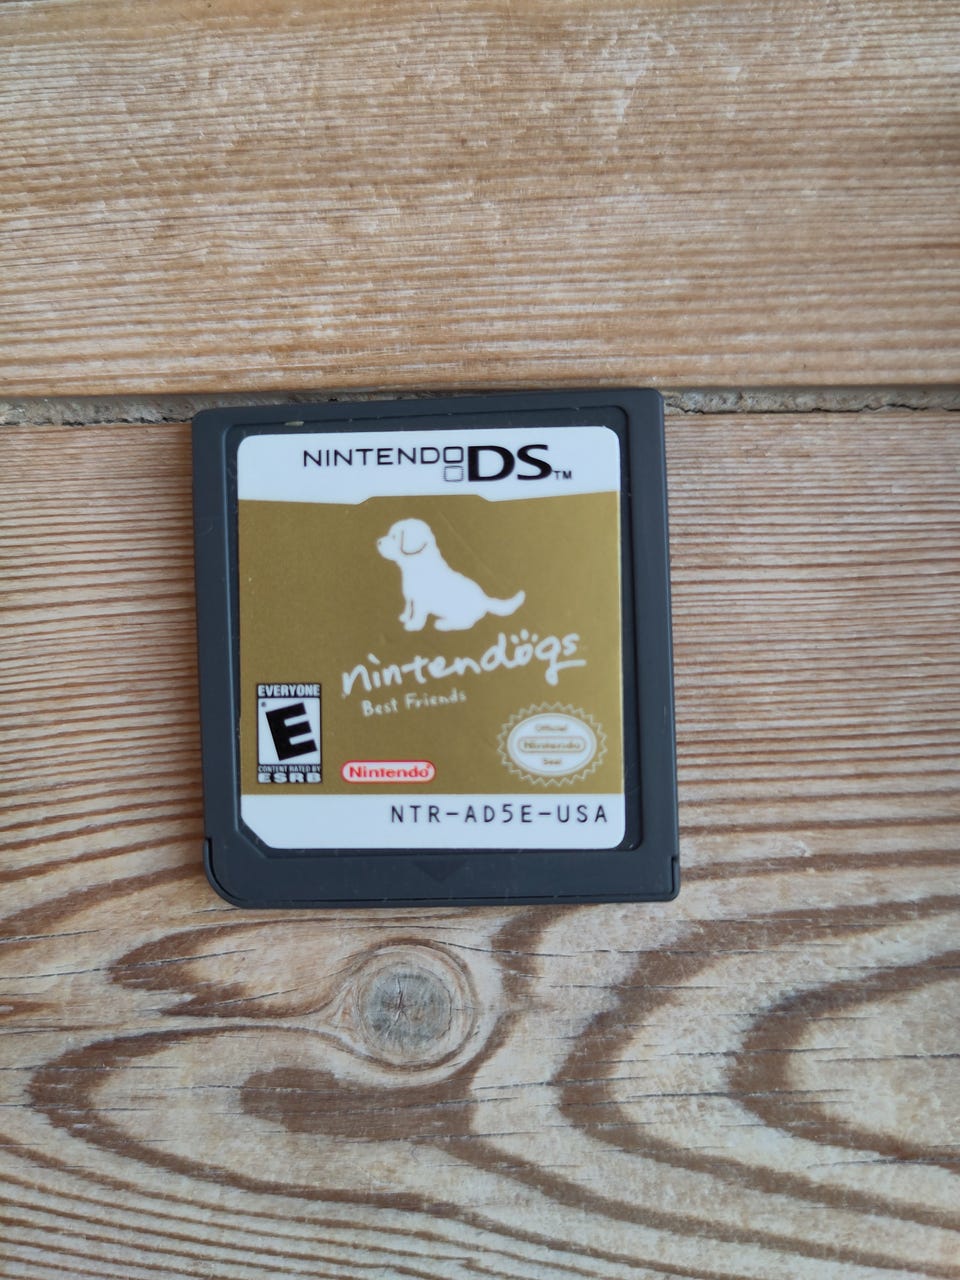 NINTENDO DS™
nintendogs
Best Friends
EVERYONE
E
CONTENT RATED BY
ESRB
Nintendo
Official
Nintendo
Seal
NTR-AD5E-USA